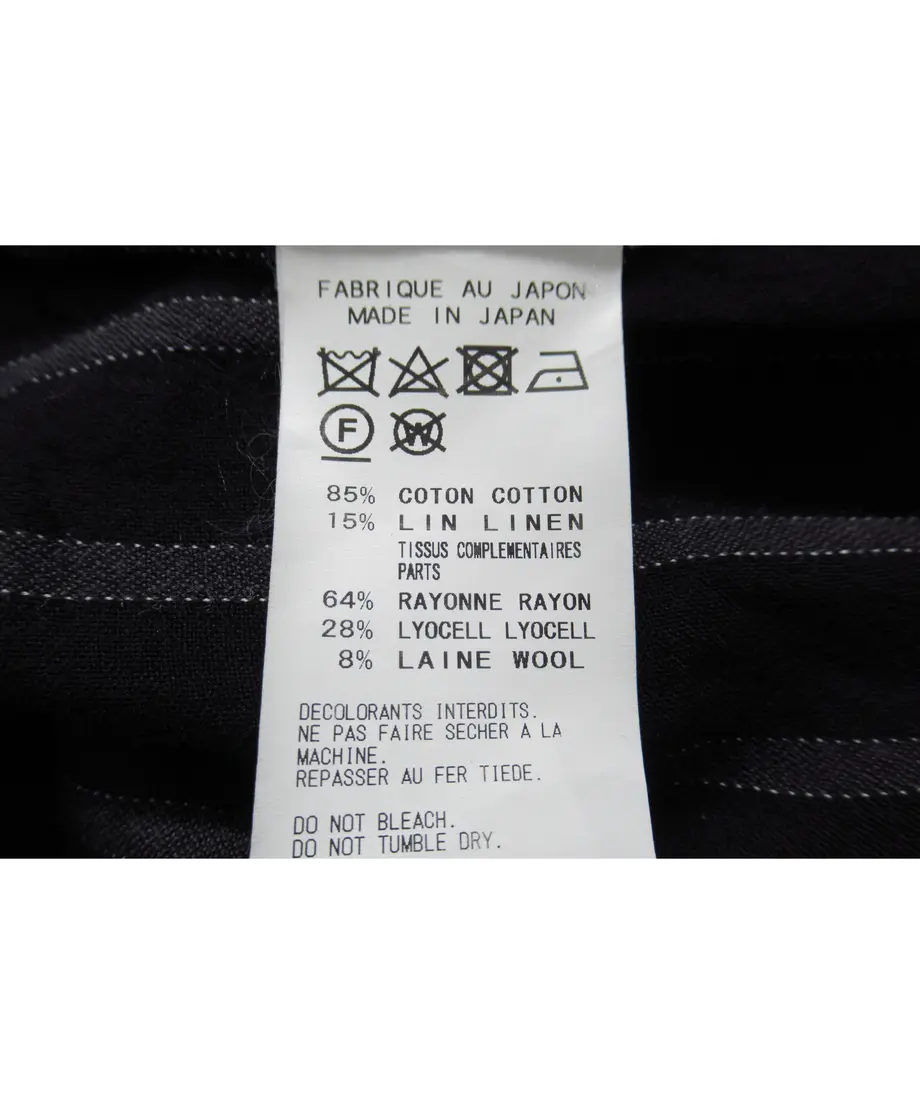 FABRIQUE AU JAPON
MADE IN JAPAN
F W
85% COTON COTTON
15% LIN LINEN
TISSUS COMPLEMENTAIRES
PARTS
64% RAYONNE RAYON
28% LYOCELL LYOCELL
8% LAINE WOOL
DECOLORANTS INTERDITS.
NE PAS FAIRE SECHER A LA
MACHINE.
REPASSER AU FER TIEDE.
DO NOT BLEACH.
DO NOT TUMBLE DRY.